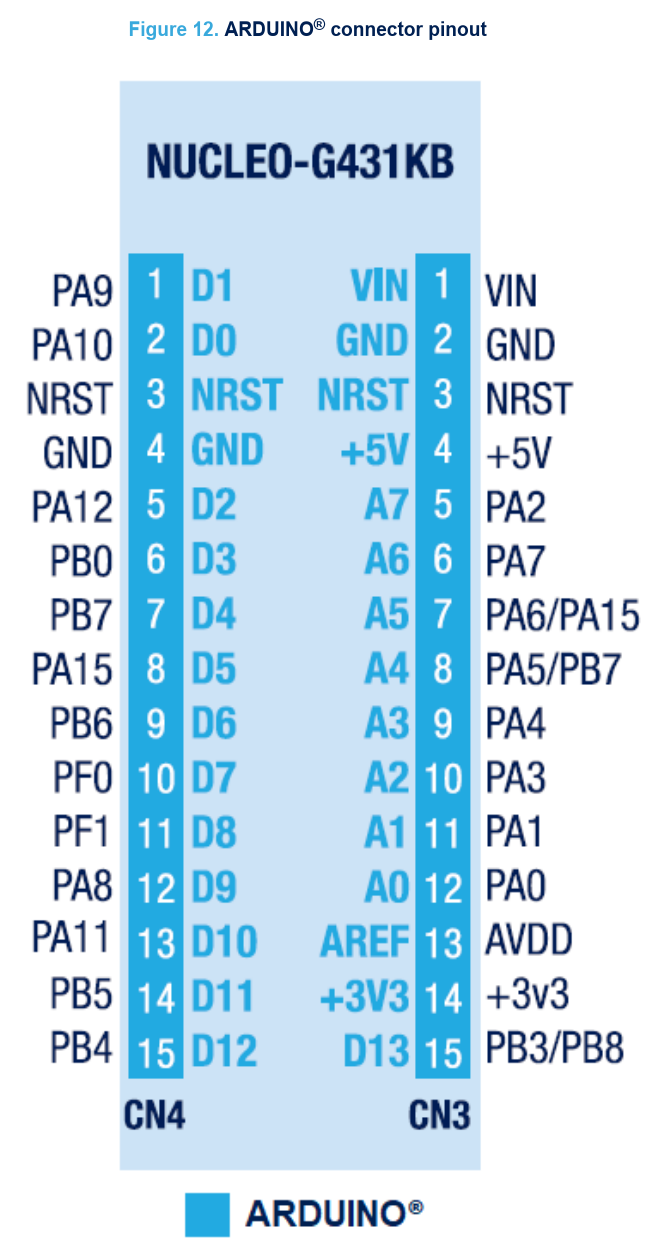 Figure 12. ARDUINO® connector pinout
NUCLEO-G431KB
PA9 1 D1 VIN 1 VIN
PA10 2 D0 GND 2 GND
NRST 3 NRST NRST 3 NRST
GND 4 GND +5V 4 +5V
PA12 5 D2 A7 5 PA2
PB0 6 D3 A6 6 PA7
PB7 7 D4 A5 7 PA6/PA15
PA15 8 D5 A4 8 PA5/PB7
PB6 9 D6 A3 9 PA4
PF0 10 D7 A2 10 PA3
PF1 11 D8 A1 11 PA1
PA8 12 D9 A0 12 PA0
PA11 13 D10 AREF 13 AVDD
PB5 14 D11 +3V3 14 +3v3
PB4 15 D12 D13 15 PB3/PB8
CN4 CN3
ARDUINO®